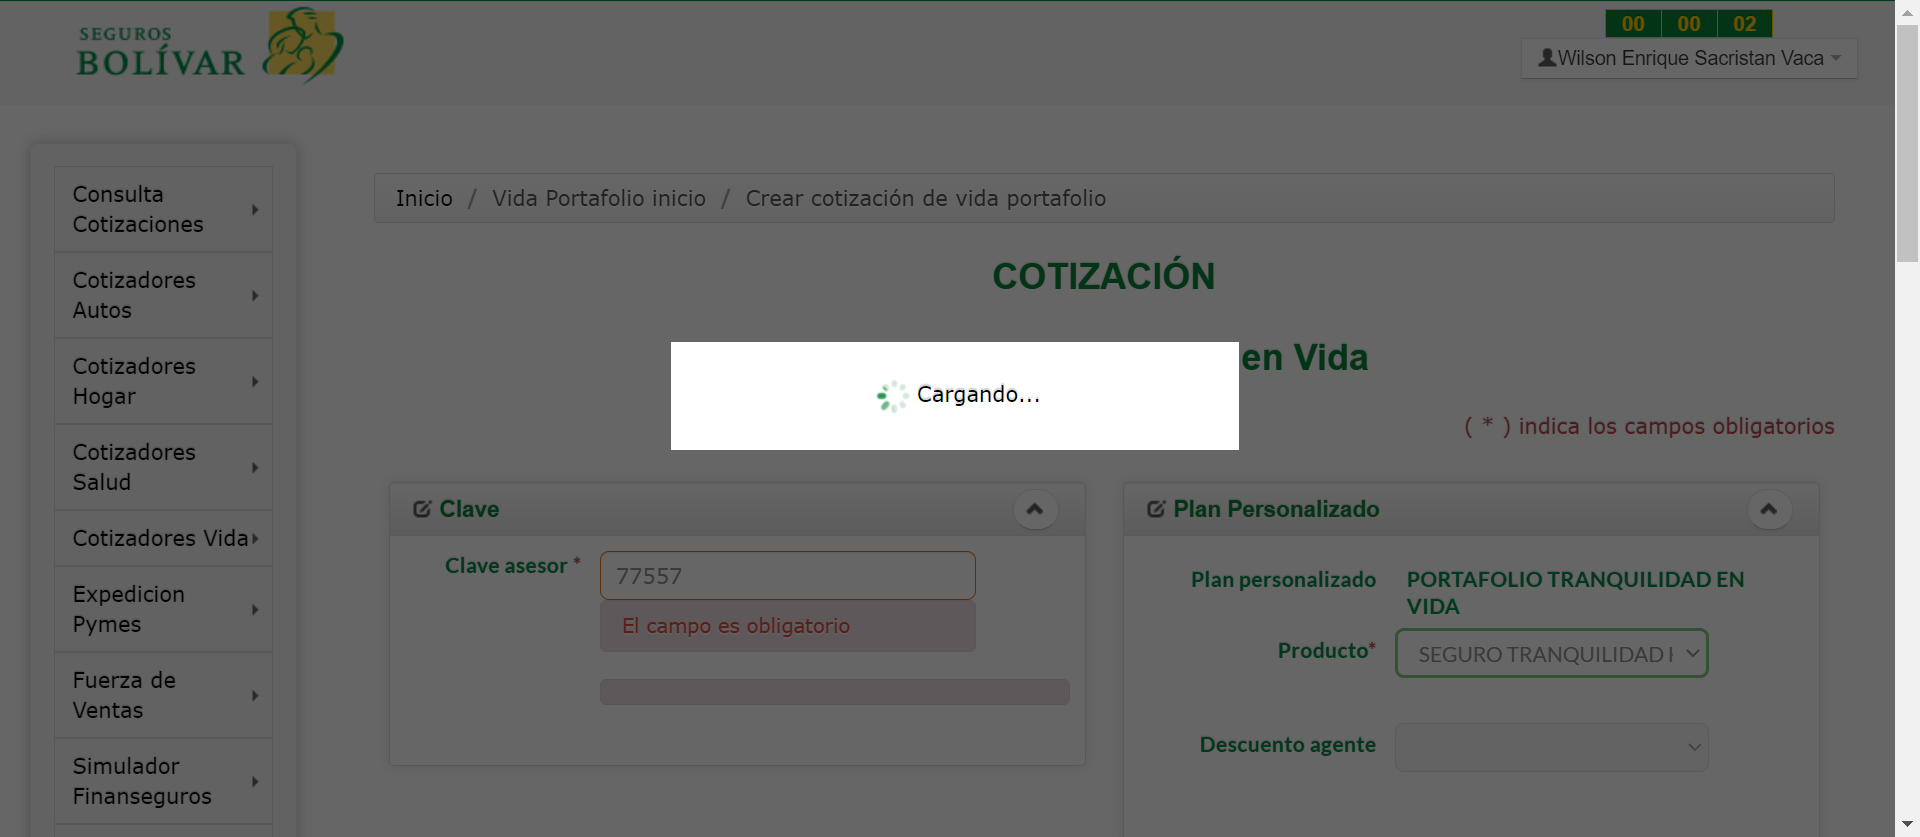 SEGUROS
BOLÍVAR
00 00 02
Wilson Enrique Sacristan Vaca
Consulta
Cotizaciones
Cotizadores
Autos
Cotizadores
Hogar
Cotizadores
Salud
Cotizadores Vida
Expedicion
Pymes
Fuerza de
Ventas
Simulador
Finanseguros
Inicio / Vida Portafolio inicio / Crear cotización de vida portafolio
COTIZACIÓN
en Vida
Cargando...
( * ) indica los campos obligatorios
Clave
Clave asesor *
77557
El campo es obligatorio
Plan Personalizado
Plan personalizado
PORTAFOLIO TRANQUILIDAD EN
VIDA
Producto*
SEGURO TRANQUILIDAD
Descuento agente